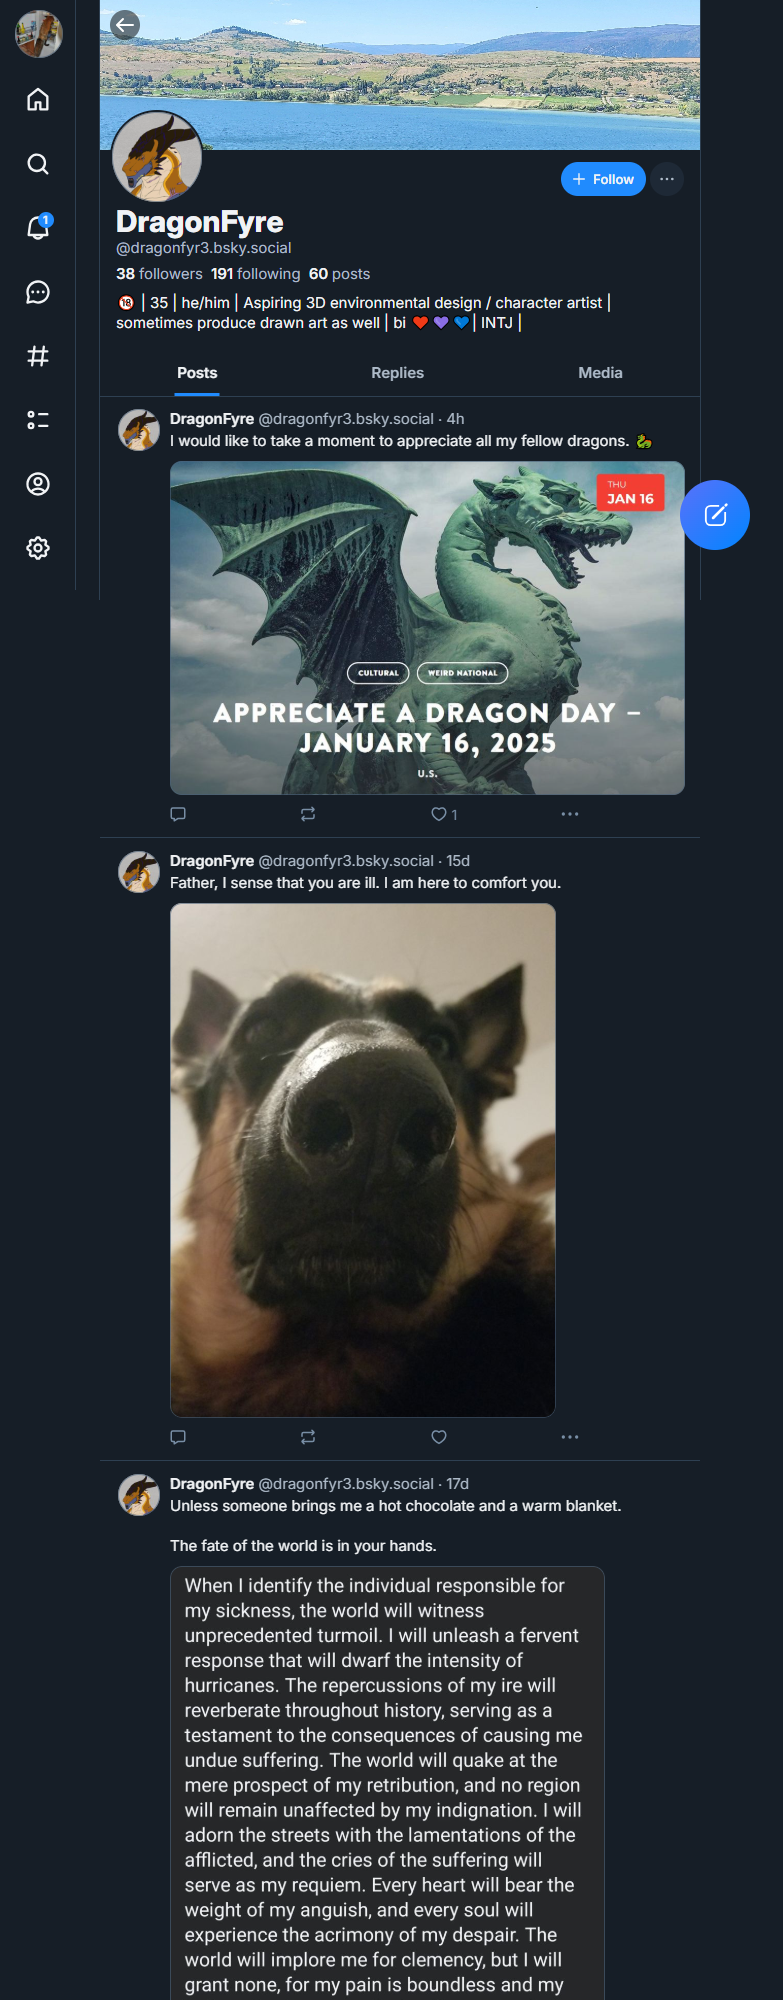 1
+ Follow
DragonFyre
@dragonfyr3.bsky.social
38 followers 191 following 60 posts
🔞 | 35 | he/him | Aspiring 3D environmental design / character artist |
sometimes produce drawn art as well | bi ❤️💜💙| INTJ |
Posts Replies Media
DragonFyre @dragonfyr3.bsky.social · 4h
I would like to take a moment to appreciate all my fellow dragons. 🐉
THU
JAN 16
CULTURAL WEIRD NATIONAL
APPRECIATE A DRAGON DAY –
JANUARY 16, 2025
U.S.
1
DragonFyre @dragonfyr3.bsky.social · 15d
Father, I sense that you are ill. I am here to comfort you.
DragonFyre @dragonfyr3.bsky.social · 17d
Unless someone brings me a hot chocolate and a warm blanket.
The fate of the world is in your hands.
When I identify the individual responsible for
my sickness, the world will witness
unprecedented turmoil. I will unleash a fervent
response that will dwarf the intensity of
hurricanes. The repercussions of my ire will
reverberate throughout history, serving as a
testament to the consequences of causing me
undue suffering. The world will quake at the
mere prospect of my retribution, and no region
will remain unaffected by my indignation. I will
adorn the streets with the lamentations of the
afflicted, and the cries of the suffering will
serve as my requiem. Every heart will bear the
weight of my anguish, and every soul will
experience the acrimony of my despair. The
world will implore me for clemency, but I will
grant none, for my pain is boundless and my